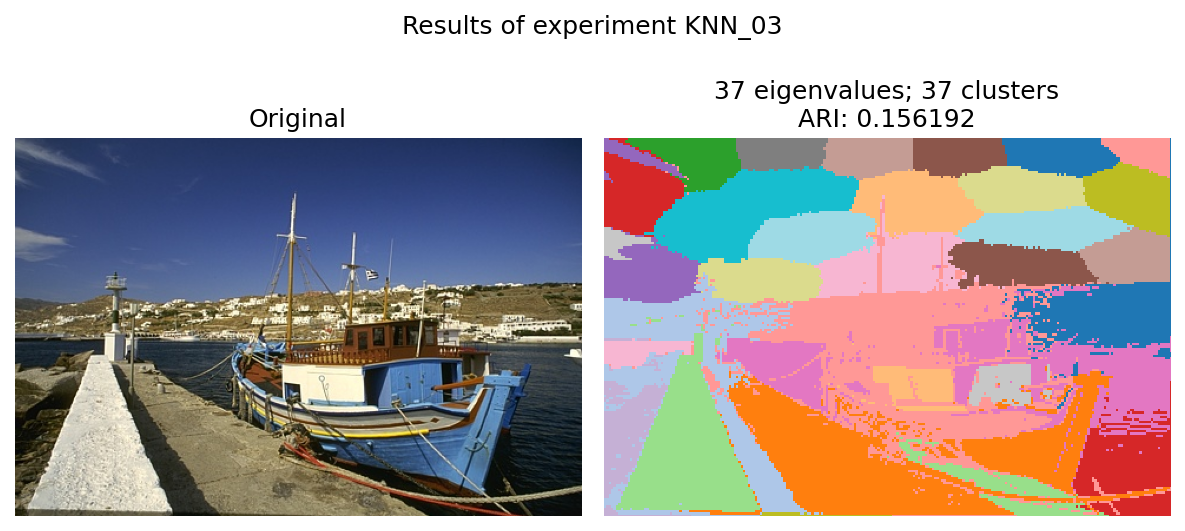 Results of experiment KNN_03
Original
37 eigenvalues; 37 clusters
ARI: 0.156192